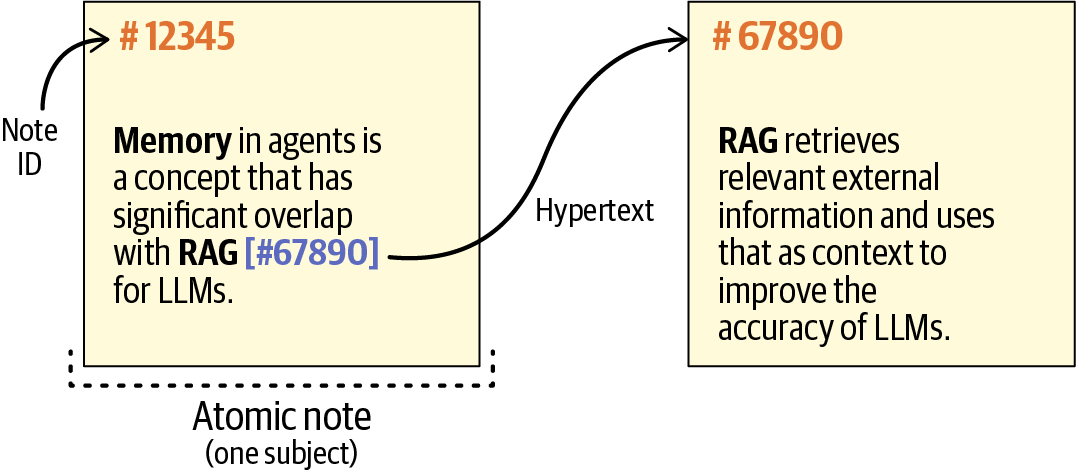 # 12345
Note
ID
Memory in agents is
a concept that has
significant overlap
with RAG [#67890]
for LLMs.
Atomic note
(one subject)
Hypertext
# 67890
RAG retrieves
relevant external
information and uses
that as context to
improve the
accuracy of LLMs.